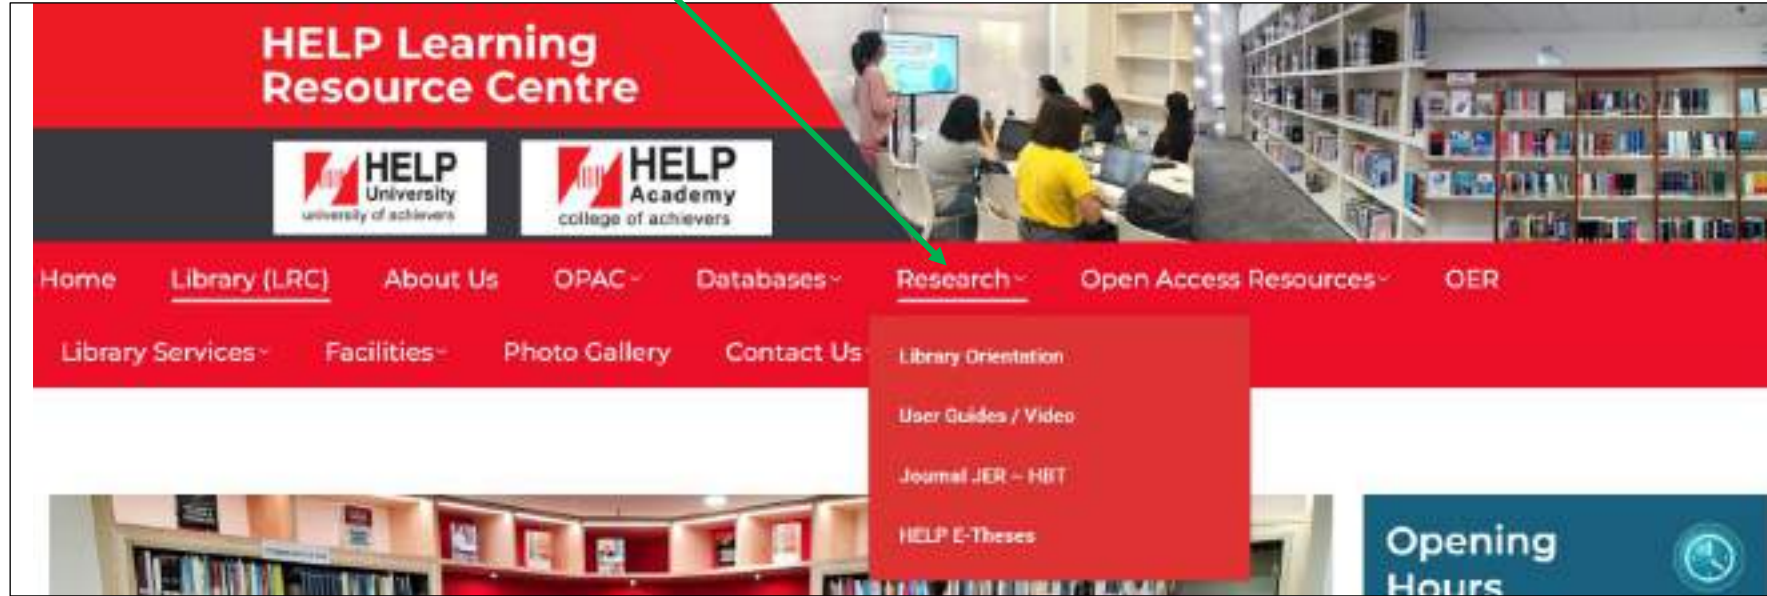 HELP Learning
Resource Centre
HELP
University
university of achievers
HELP
Academy
college of achievers
Home Library (LRC) About Us OPAC Databases Research Open Access Resources OER
Library Services Facilities Photo Gallery Contact Us
Library Orientation
User Guides / Video
Journal JER – HBT
HELP E-Theses
Opening
Hours